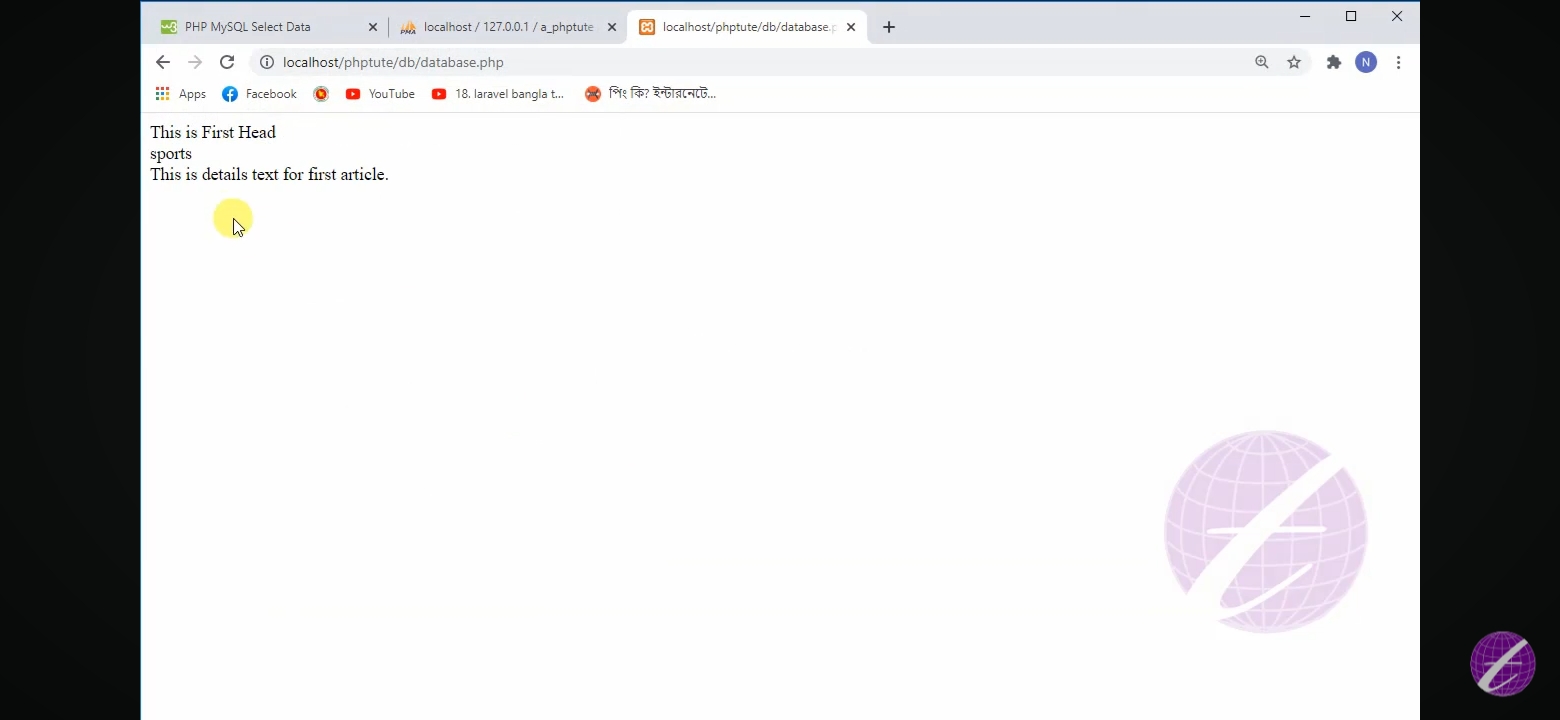 PHP MySQL Select Data
localhost / 127.0.0.1 / a_phptute
localhost/phptute/db/database.p
localhost/phptute/db/database.php
N
Apps
Facebook
YouTube
18. laravel bangla t...
পিং কি? ইন্টারনেটে...
This is First Head
sports
This is details text for first article.